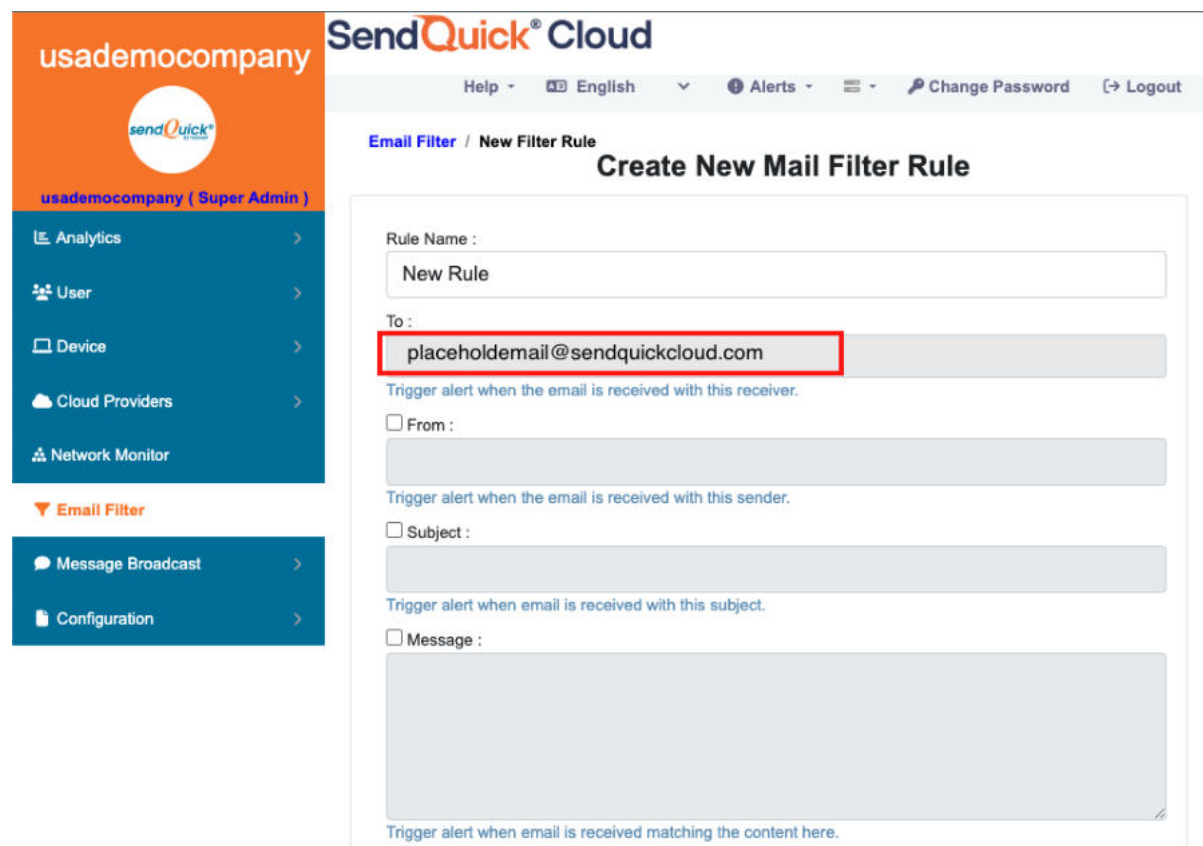 usademocompany
sendQuick®
usademocompany ( Super Admin )
Analytics
User
Device
Cloud Providers
Network Monitor
Email Filter
Message Broadcast
Configuration
SendQuick® Cloud
Help
English
Alerts
Change Password
Logout
Email Filter / New Filter Rule
Create New Mail Filter Rule
Rule Name :
New Rule
To :
placeholdemail@sendquickcloud.com
Trigger alert when the email is received with this receiver.
From :
Trigger alert when the email is received with this sender.
Subject :
Trigger alert when email is received with this subject.
Message :
Trigger alert when email is received matching the content here.